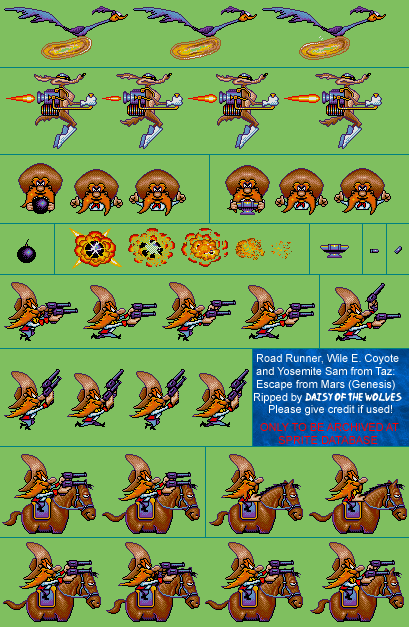 Road Runner, Wile E. Coyote
and Yosemite Sam from Taz:
Escape from Mars (Genesis)
Ripped by DAISY OF THE WOLVES
Please give credit if used!
ONLY TO BE ARCHIVED AT
SPRITE DATABASE